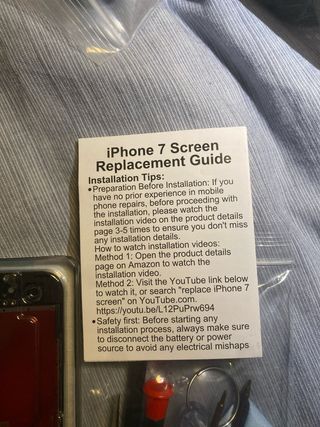 iPhone 7 Screen
Replacement Guide
Installation Tips:
•Preparation Before Installation: If you
have no prior experience in mobile
phone repairs, before proceeding with
the installation, please watch the
installation video on the product details
page 3-5 times to ensure you don't miss
any installation details.
How to watch installation videos:
Method 1: Open the product details
page on Amazon to watch the
installation video.
Method 2: Visit the YouTube link below
to watch it, or search "replace iPhone 7
screen" on YouTube.com.
https://youtu.be/L12PuPrw694
•Safety first: Before starting any
installation process, always make sure
to disconnect the battery or power
source to avoid any electrical mishaps